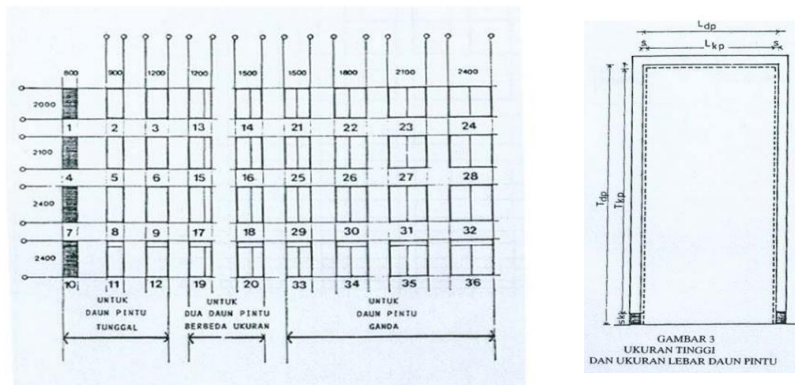 800 900 1200 1200 1500 1500 1800 2100 2400
2000
1 2 3 13 14 21 22 23 24
2100
4 5 6 15 16 25 26 27 28
2400
7 8 9 17 18 29 30 31 32
2400
10 11 12 19 20 33 34 35 36
UNTUK
DAUN PINTU
TUNGGAL
UNTUK
DUA DAUN PINTU
BERBEDA UKURAN
UNTUK
DAUN PINTU
GANDA
Ldp
s Lkp s
Tdp
Tkp
GAMBAR 3
UKURAN TINGGI
DAN UKURAN LEBAR DAUN PINTU